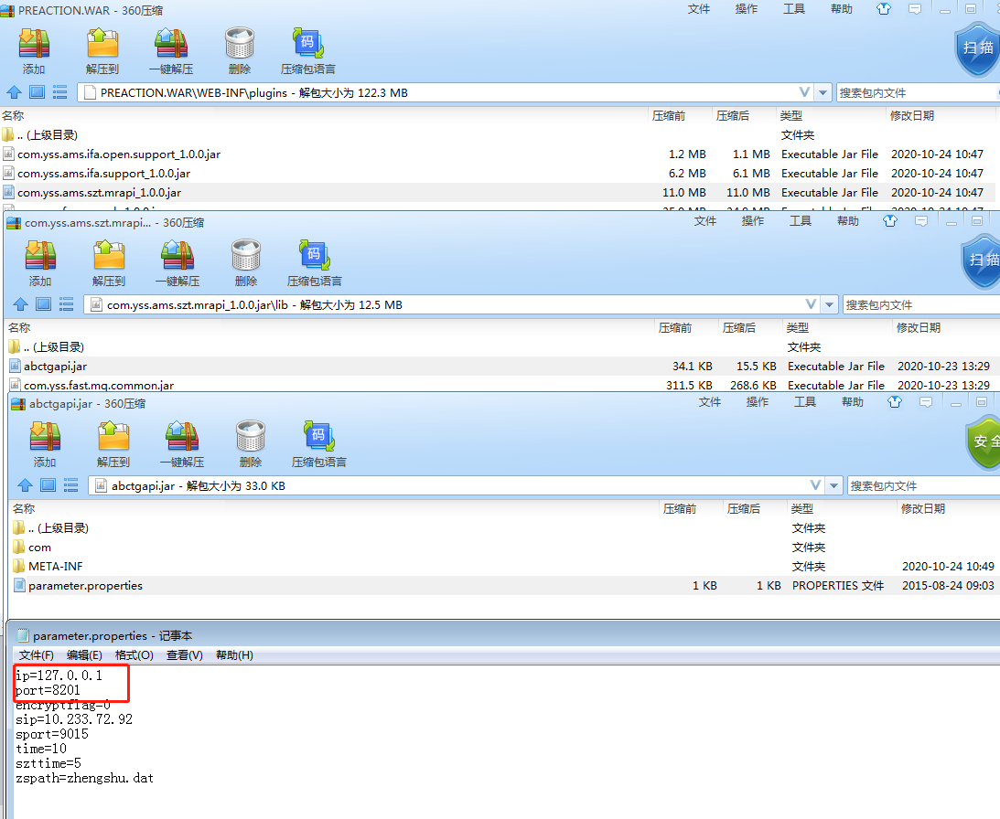 PREACTION.WAR - 360压缩
文件 操作 工具 帮助
添加 解压到 一键解压 删除 压缩包语言
码
扫描
PREACTION.WAR\WEB-INF\plugins - 解包大小为 122.3 MB
搜索包内文件
名称 压缩前 压缩后 类型 修改日期
.. (上级目录) 文件夹
com.yss.ams.ifa.open.support_1.0.0.jar 1.2 MB 1.1 MB Executable Jar File 2020-10-24 10:47
com.yss.ams.ifa.support_1.0.0.jar 6.2 MB 6.1 MB Executable Jar File 2020-10-24 10:47
com.yss.ams.szt.mrapi_1.0.0.jar 11.0 MB 11.0 MB Executable Jar File 2020-10-24 10:47
com.yss.ams.szt.mrapi... - 360压缩
文件 操作 工具 帮助
添加 解压到 一键解压 删除 压缩包语言
码
扫描
com.yss.ams.szt.mrapi_1.0.0.jar\lib - 解包大小为 12.5 MB
搜索包内文件
名称 压缩前 压缩后 类型 修改日期
.. (上级目录) 文件夹
abctgapi.jar 34.1 KB 15.5 KB Executable Jar File 2020-10-23 13:29
com.yss.fast.mq.common.jar 311.5 KB 268.6 KB Executable Jar File 2020-10-23 13:29
abctgapi.jar - 360压缩
文件 操作 工具 帮助
添加 解压到 一键解压 删除 压缩包语言
码
安全
abctgapi.jar - 解包大小为 33.0 KB
搜索包内文件
名称 压缩前 压缩后 类型 修改日期
.. (上级目录) 文件夹
com 文件夹
META-INF 文件夹 2020-10-24 10:49
parameter.properties 1 KB 1 KB PROPERTIES 文件 2015-08-24 09:03
parameter.properties - 记事本
文件(F) 编辑(E) 格式(O) 查看(V) 帮助(H)
ip=127.0.0.1
port=8201
encryptflag=0
sip=10.233.72.92
sport=9015
time=10
szttime=5
zspath=zhengshu.dat